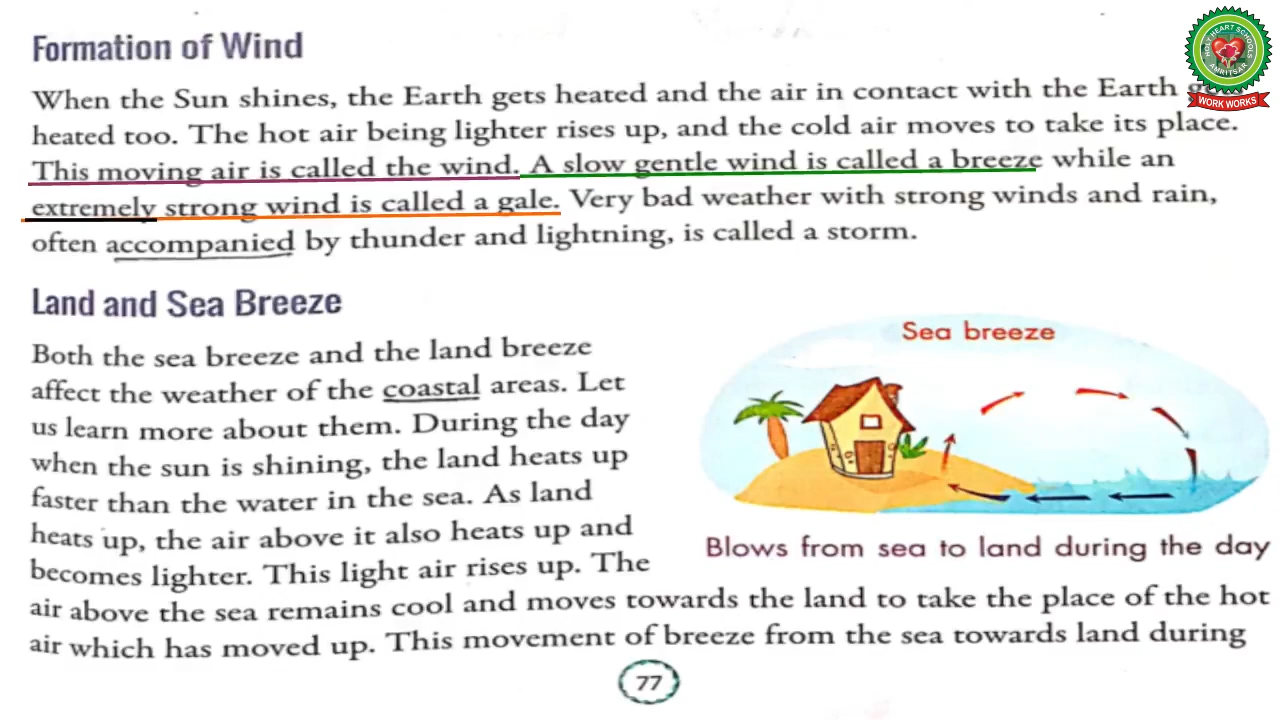 Formation of Wind
When the Sun shines, the Earth gets heated and the air in contact with the Earth
heated too. The hot air being lighter rises up, and the cold air moves to take its place.
This moving air is called the wind. A slow gentle wind is called a breeze while an
extremely strong wind is called a gale. Very bad weather with strong winds and rain,
often accompanied by thunder and lightning, is called a storm.
HOLY HEART SCHOOLS
AMRITSAR
WORK WORKS
Land and Sea Breeze
Both the sea breeze and the land breeze
affect the weather of the coastal areas. Let
us learn more about them. During the day
when the sun is shining, the land heats up
faster than the water in the sea. As land
heats up, the air above it also heats up and
becomes lighter. This light air rises up. The
air above the sea remains cool and moves towards the land to take the place of the hot
air which has moved up. This movement of breeze from the sea towards land during
Sea breeze
Blows from sea to land during the day
77